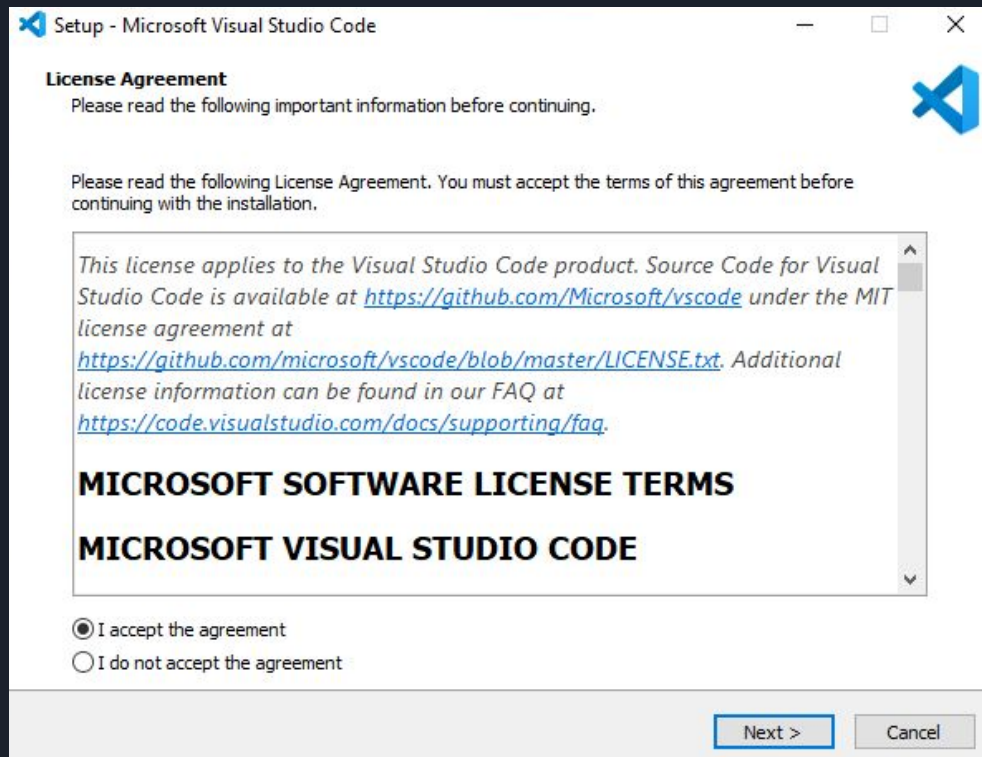 Setup - Microsoft Visual Studio Code
License Agreement
Please read the following important information before continuing.
Please read the following License Agreement. You must accept the terms of this agreement before
continuing with the installation.
This license applies to the Visual Studio Code product. Source Code for Visual
Studio Code is available at https://github.com/Microsoft/vscode under the MIT
license agreement at
https://github.com/microsoft/vscode/blob/master/LICENSE.txt. Additional
license information can be found in our FAQ at
https://code.visualstudio.com/docs/supporting/faq.
MICROSOFT SOFTWARE LICENSE TERMS
MICROSOFT VISUAL STUDIO CODE
I accept the agreement
I do not accept the agreement
Next > Cancel